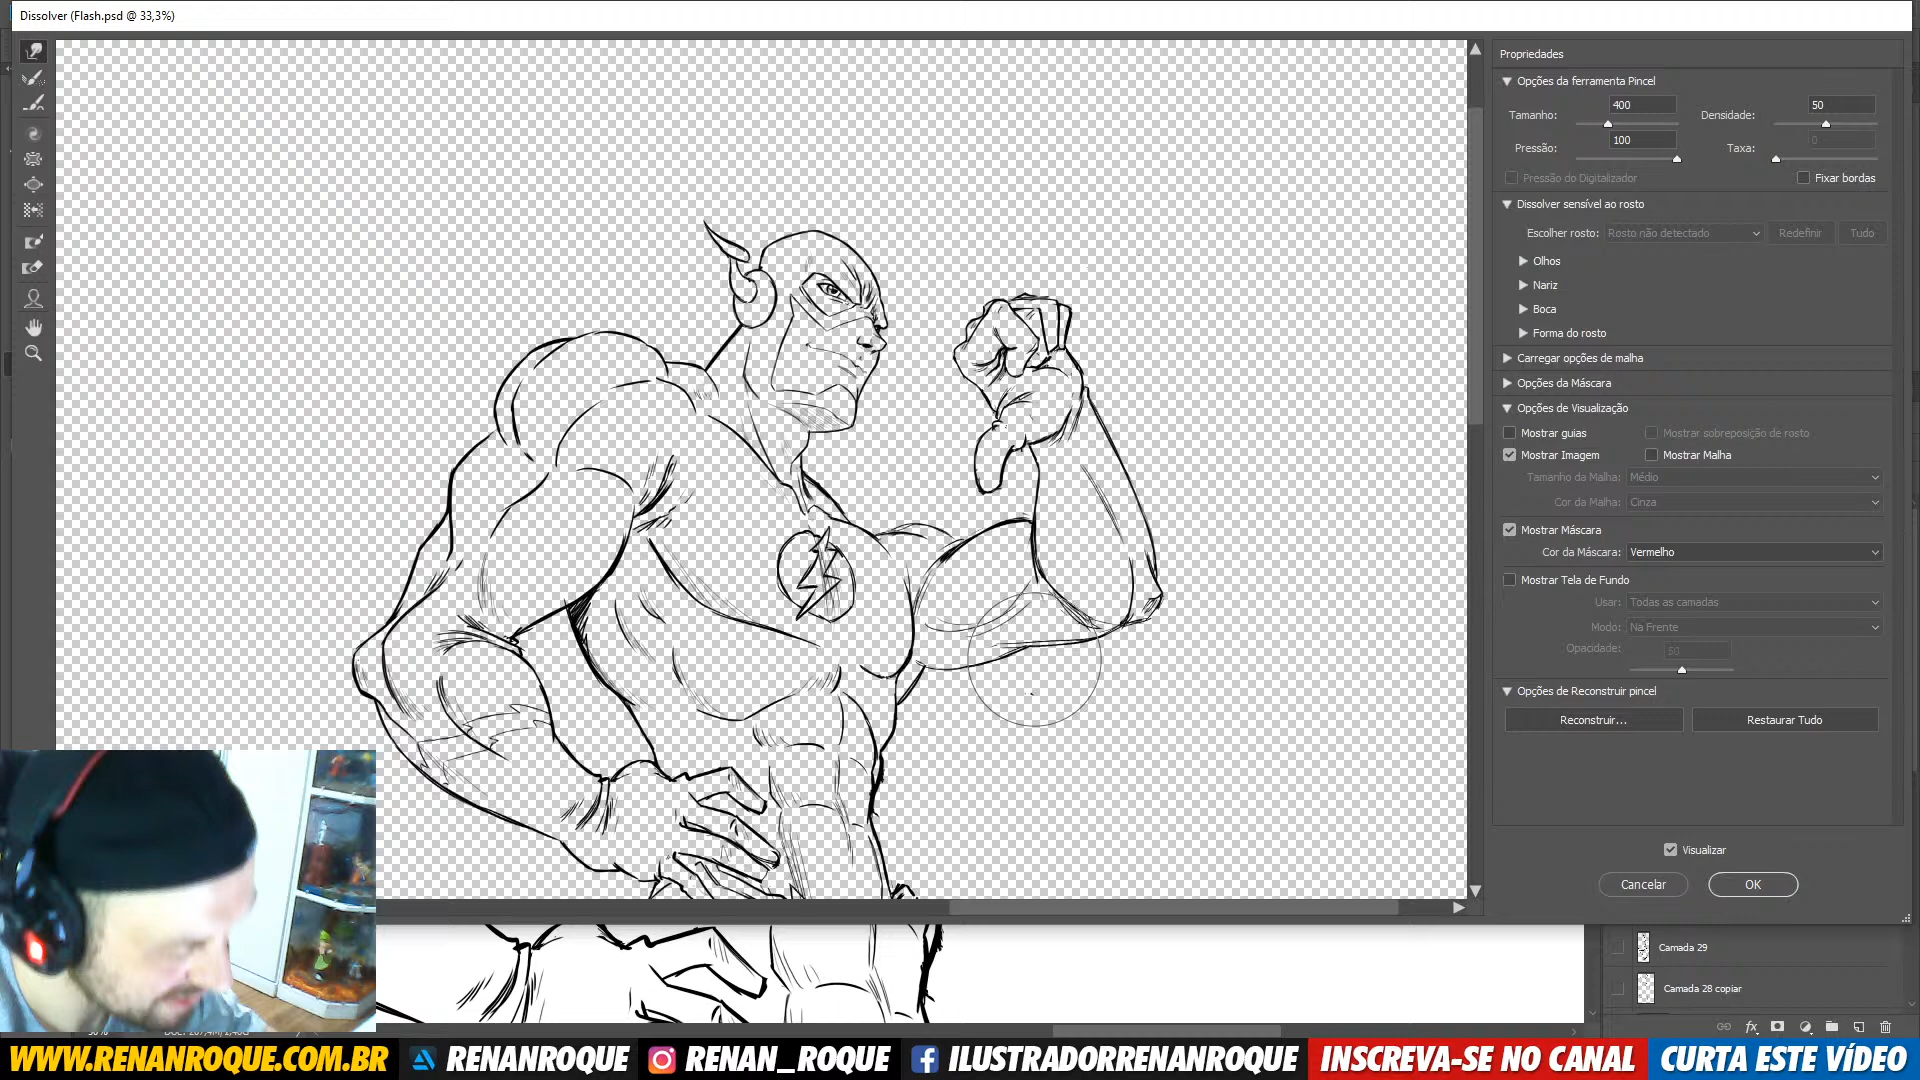 Dissolver (Flash.psd @ 33,3%)
Propriedades
Opções da ferramenta Pincel
Tamanho: 400
Densidade: 50
Pressão: 100
Taxa: 0
Pressão do Digitalizador
Fixar bordas
Dissolver sensível ao rosto
Escolher rosto: Rosto não detectado
Redefinir
Tudo
Olhos
Nariz
Boca
Forma do rosto
Carregar opções de malha
Opções da Máscara
Opções de Visualização
Mostrar guias
Mostrar sobreposição de rosto
Mostrar Imagem
Mostrar Malha
Tamanho da Malha: Médio
Cor da Malha: Cinza
Mostrar Máscara
Cor da Máscara: Vermelho
Mostrar Tela de Fundo
Usar: Todas as camadas
Modo: Na Frente
Opacidade: 50
Opções de Reconstruir pincel
Reconstruir...
Restaurar Tudo
Visualizar
Cancelar
OK
Camada 29
Camada 28 copiar
fx
WWW.RENANROQUE.COM.BR
RENANROQUE
RENAN_ROQUE
ILUSTRADORRENANROQUE
INSCREVA-SE NO CANAL
CURTA ESTE VÍDEO